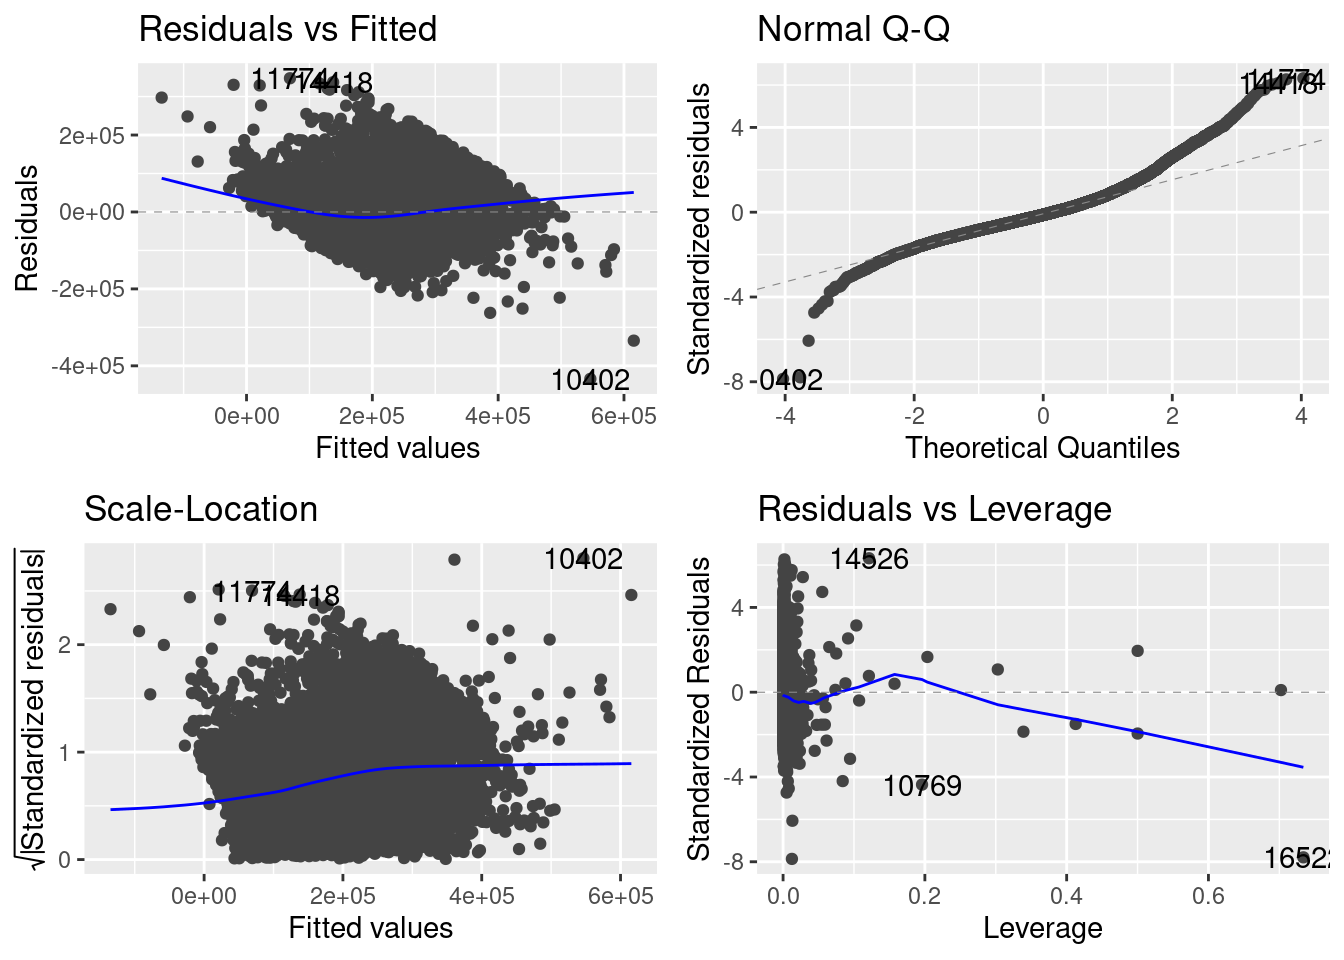 Residuals vs Fitted
Residuals
2e+05
0e+00
-2e+05
-4e+05
11774
14418
10402
0e+00 2e+05 4e+05 6e+05
Fitted values
Normal Q-Q
Standardized residuals
4
0
-4
-8
11774
14418
0402
-4 -2 0 2 4
Theoretical Quantiles
Scale-Location
√|Standardized residuals|
2
1
0
11774
14418
10402
0e+00 2e+05 4e+05 6e+05
Fitted values
Residuals vs Leverage
Standardized Residuals
4
0
-4
-8
14526
10769
1652
0.0 0.2 0.4 0.6
Leverage